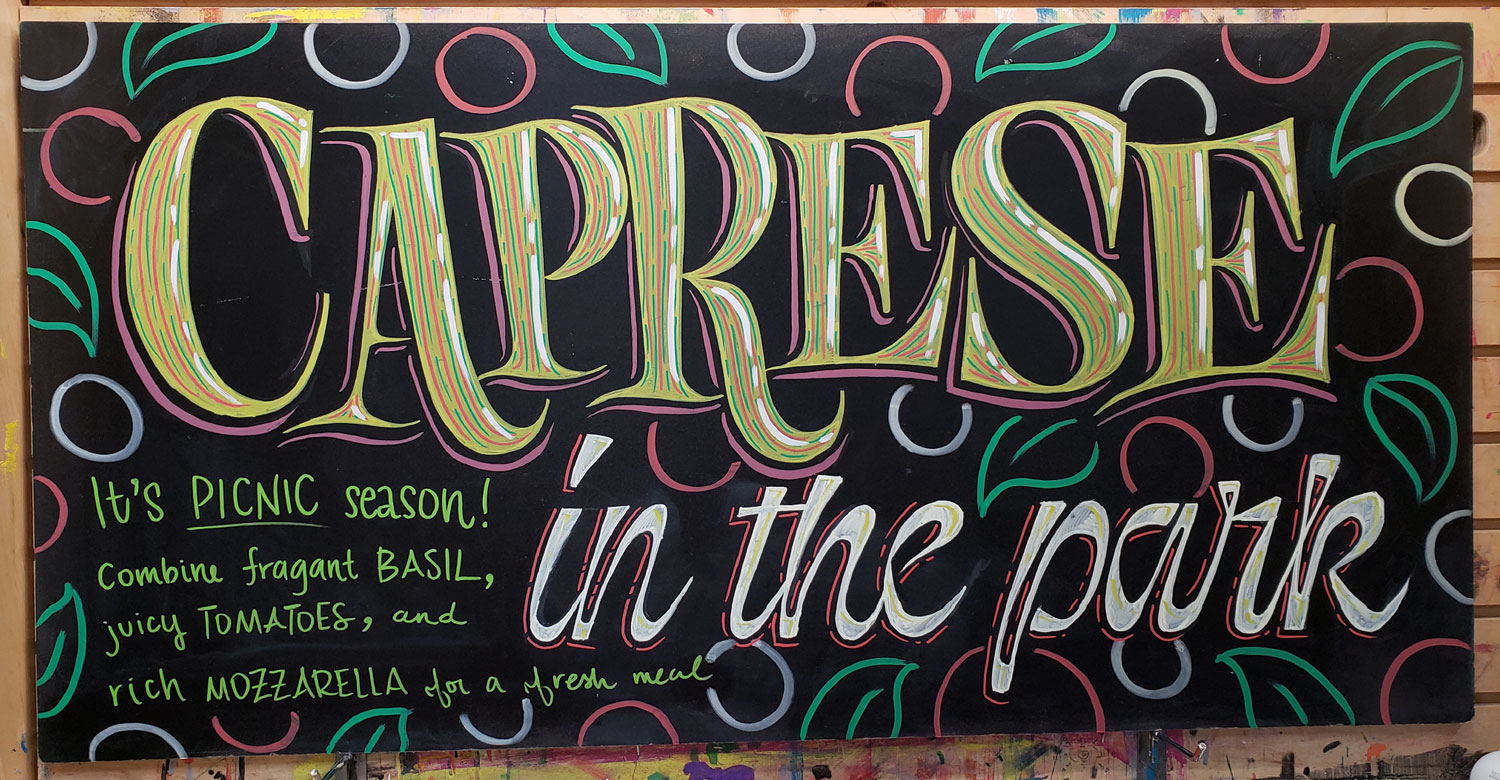 CAPRESE
in the park
It's PICNIC season!
combine fragant BASIL,
juicy TOMATOES, and
rich MOZZARELLA for a fresh meal